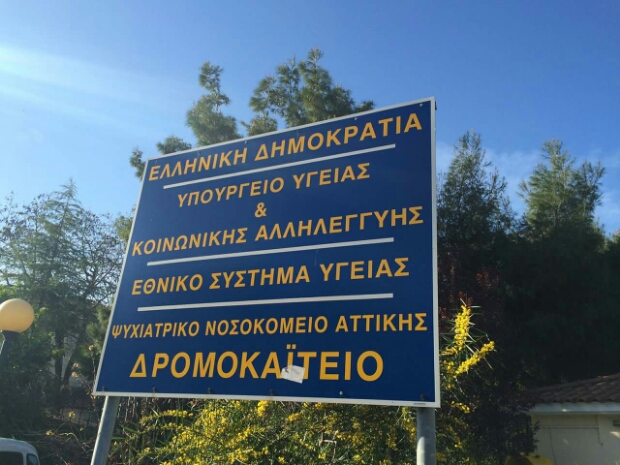 ΕΛΛΗΝΙΚΗ ΔΗΜΟΚΡΑΤΙΑ
ΥΠΟΥΡΓΕΙΟ ΥΓΕΙΑΣ
&
ΚΟΙΝΩΝΙΚΗΣ ΑΛΛΗΛΕΓΓΥΗΣ
ΕΘΝΙΚΟ ΣΥΣΤΗΜΑ ΥΓΕΙΑΣ
ΨΥΧΙΑΤΡΙΚΟ ΝΟΣΟΚΟΜΕΙΟ ΑΤΤΙΚΗΣ
ΔΡΟΜΟΚΑΪΤΕΙΟ